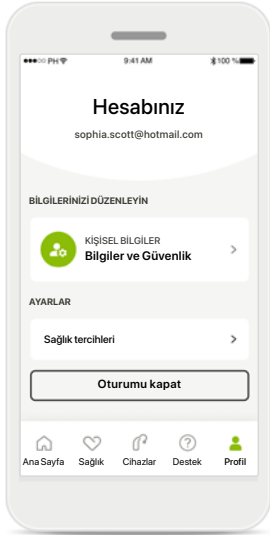 PH 9:41 AM 100 %
Hesabınız
sophia.scott@hotmail.com
BİLGİLERİNİZİ DÜZENLEYİN
KİŞİSEL BİLGİLER
Bilgiler ve Güvenlik
AYARLAR
Sağlık tercihleri
Oturumu kapat
Ana Sayfa Sağlık Cihazlar Destek Profil